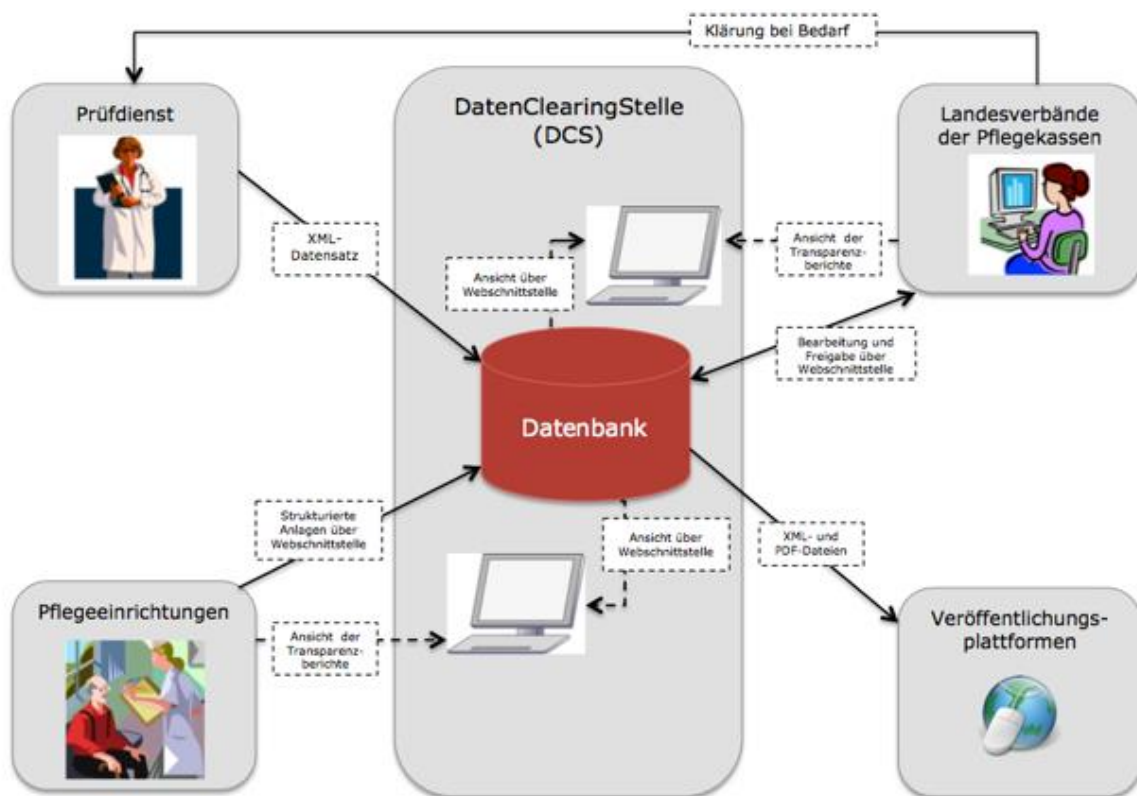 Klärung bei Bedarf
Prüfdienst
DatenClearingStelle
(DCS)
Landesverbände
der Pflegekassen
XML-
Datensatz
Ansicht über
Webschnittstelle
Ansicht der
Transparenz-
berichte
Bearbeitung und
Freigabe über
Webschnittstelle
Datenbank
Strukturierte
Anlagen über
Webschnittstelle
Ansicht über
Webschnittstelle
XML- und
PDF-Dateien
Pflegeeinrichtungen
Ansicht der
Transparenz-
berichte
Veröffentlichungs-
plattformen